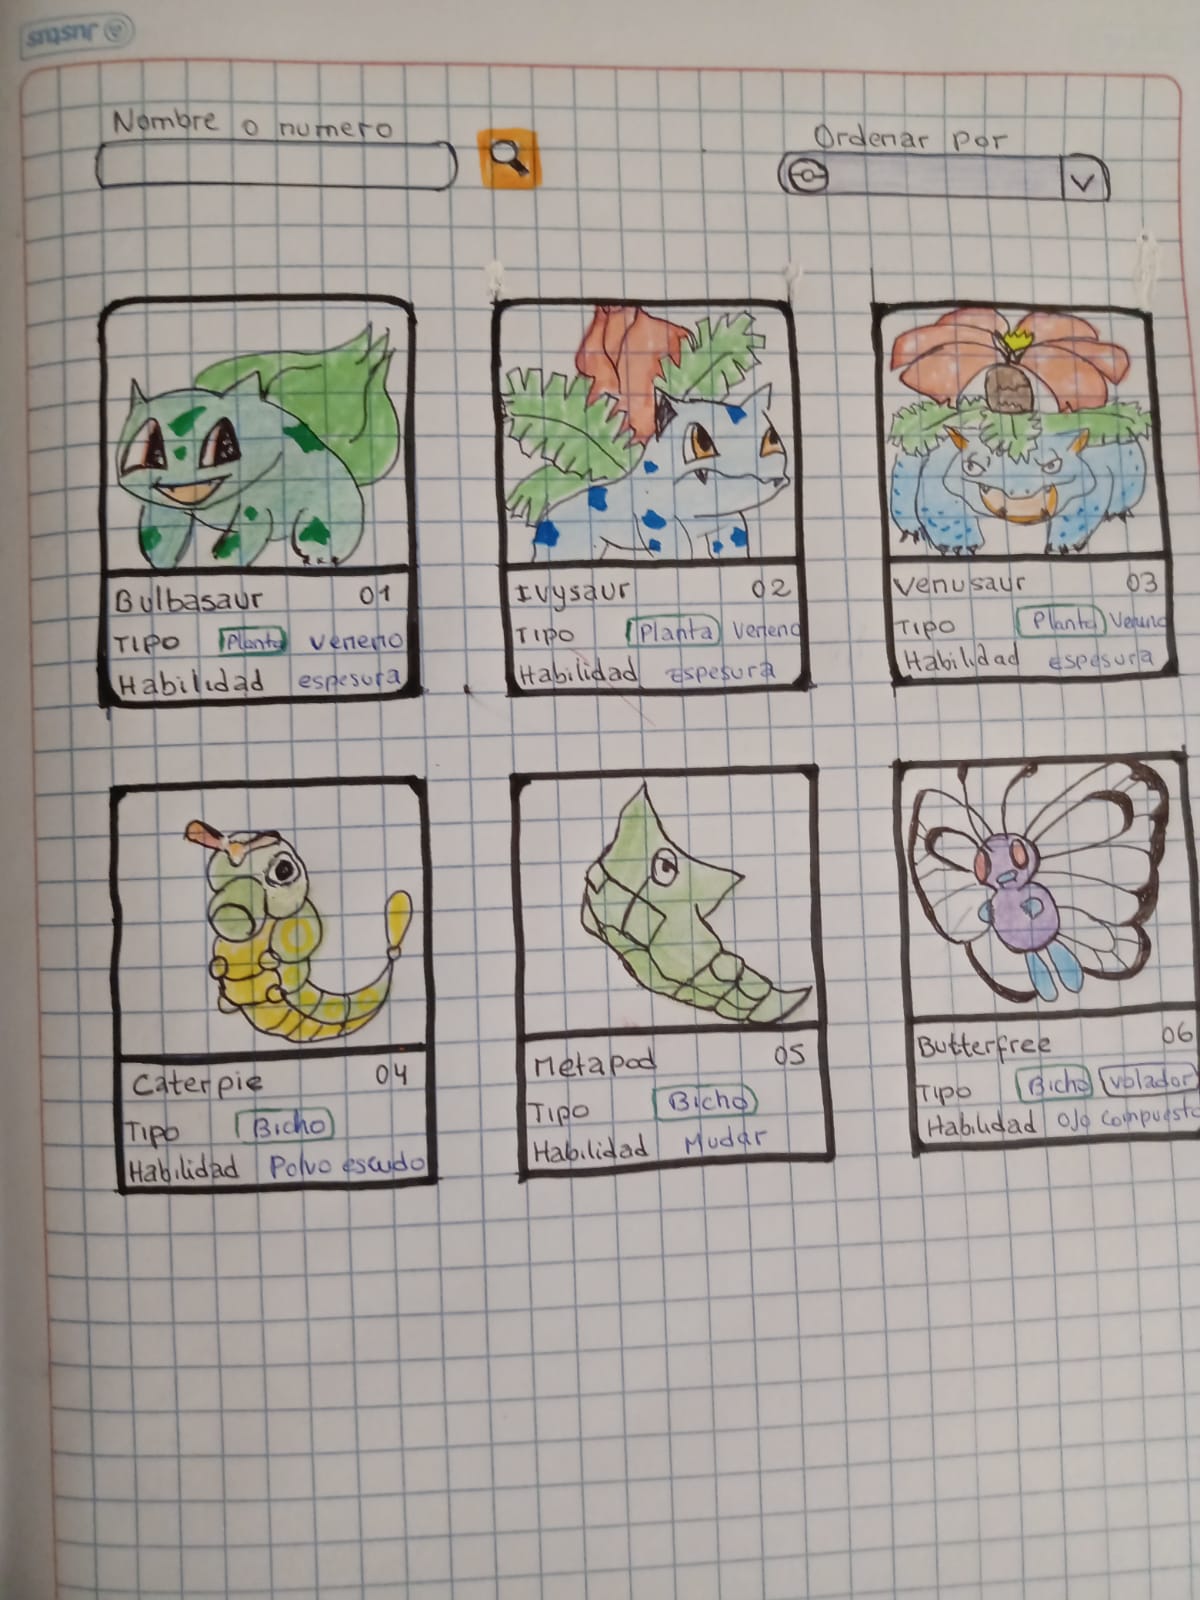 Justus
Nombre o numero
Ordenar por
Bulbasaur 01
TIPO Planta veneno
Habilidad espesura
Ivysaur 02
TIPO Planta Veneno
Habilidad Espesura
Venusaur 03
TIPO Planta Veneno
Habilidad espesura
Caterpie 04
TIPO Bicho
Habilidad Polvo escudo
Metapod 05
TIPO Bicho
Habilidad Mudar
Butterfree 06
TIPO Bicho volador
Habilidad Ojo compuesto